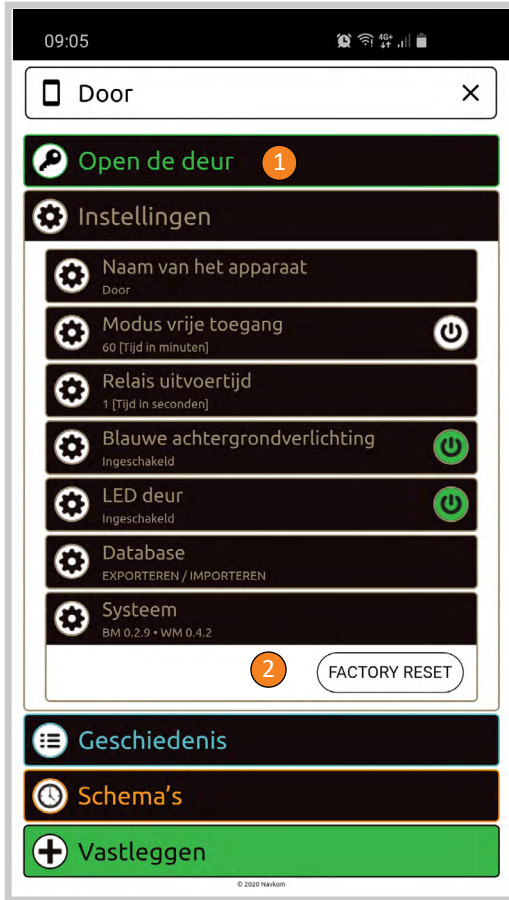 09:05
4G+
Door
Open de deur
1
Instellingen
Naam van het apparaat
Door
Modus vrije toegang
60 [Tijd in minuten]
Relais uitvoertijd
1 [Tijd in seconden]
Blauwe achtergrondverlichting
Ingeschakeld
LED deur
Ingeschakeld
Database
EXPORTEREN / IMPORTEREN
Systeem
BM 0.2.9 • WM 0.4.2
2
FACTORY RESET
Geschiedenis
Schema's
Vastleggen
© 2020 Navkom